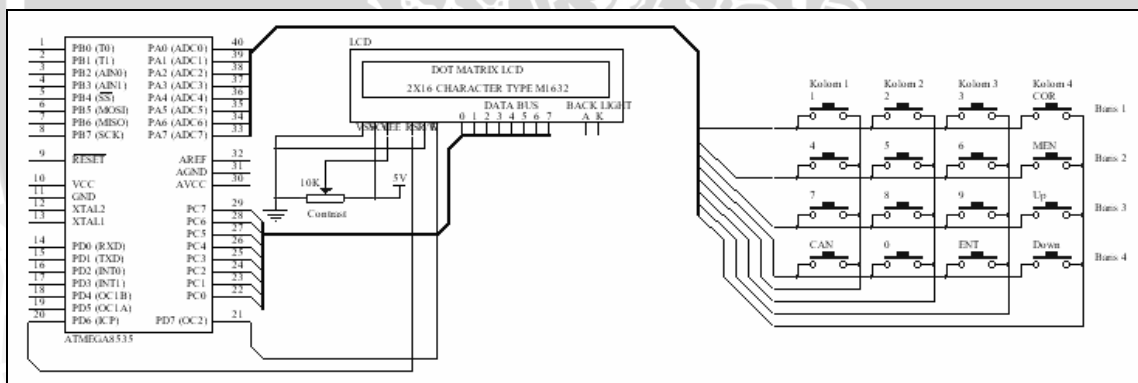 LCD
DOT MATRIX LCD
2X16 CHARACTER TYPE M1632
DATA BUS BACK LIGHT
0 1 2 3 4 5 6 7 A K
RS R/W
1 PB0 (T0) PA0 (ADC0) 40
2 PB1 (T1) PA1 (ADC1) 39
3 PB2 (AIN0) PA2 (ADC2) 38
4 PB3 (AIN1) PA3 (ADC3) 37
5 PB4 (SS) PA4 (ADC4) 36
6 PB5 (MOSI) PA5 (ADC5) 35
7 PB6 (MISO) PA6 (ADC6) 34
8 PB7 (SCK) PA7 (ADC7) 33
9 RESET AREF 32
AGND 31
10 VCC AVCC 30
11 GND
12 XTAL2 PC7 29
13 XTAL1 PC6 28
PC5 27
14 PD0 (RXD) PC4 26
15 PD1 (TXD) PC3 25
16 PD2 (INT0) PC2 24
17 PD3 (INT1) PC1 23
18 PD4 (OC1B) PC0 22
19 PD5 (OC1A)
20 PD6 (ICP) PD7 (OC2) 21
ATMEGA8535
10K
5V
Contrast
Kolom 1 Kolom 2 Kolom 3 Kolom 4
1 2 3 COR
Baris 1
4 5 6 MEN
Baris 2
7 8 9 Up
Baris 3
CAN 0 ENT Down
Baris 4